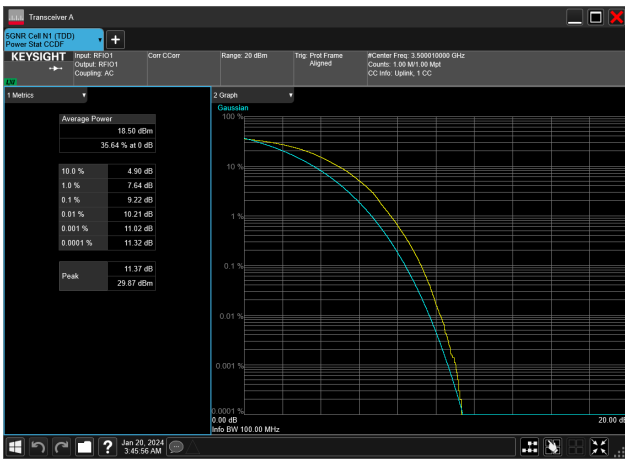 Transceiver A
5GNR Cell N1 (TDD)
Power Stat CCDF
KEYSIGHT
Input: RFIO1
Output: RFIO1
Coupling: AC
Corr CCorr
Range: 20 dBm
Trig: Prot Frame
Aligned
#Center Freq: 3.500010000 GHz
Counts: 1.00 M/1.00 Mpt
CC Info: Uplink, 1 CC
1 Metrics
Average Power
18.50 dBm
35.64 % at 0 dB
10.0 % 4.90 dB
1.0 % 7.64 dB
0.1 % 9.22 dB
0.01 % 10.21 dB
0.001 % 11.02 dB
0.0001 % 11.32 dB
Peak
11.37 dB
29.87 dBm
2 Graph
Gaussian
100 %
10 %
1 %
0.1 %
0.01 %
0.001 %
0.0001 %
0.00 dB
20.00 dB
Info BW 100.00 MHz
Jan 20, 2024
3:45:56 AM